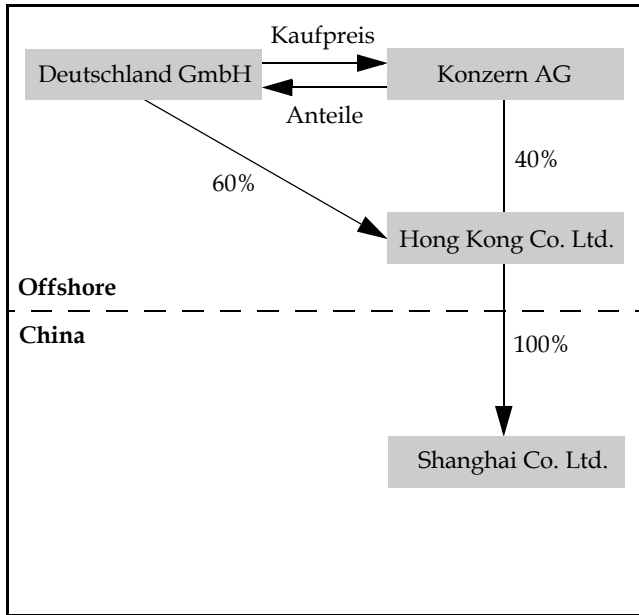 Kaufpreis
Deutschland GmbH
Konzern AG
Anteile
60%
40%
Hong Kong Co. Ltd.
Offshore
China
100%
Shanghai Co. Ltd.